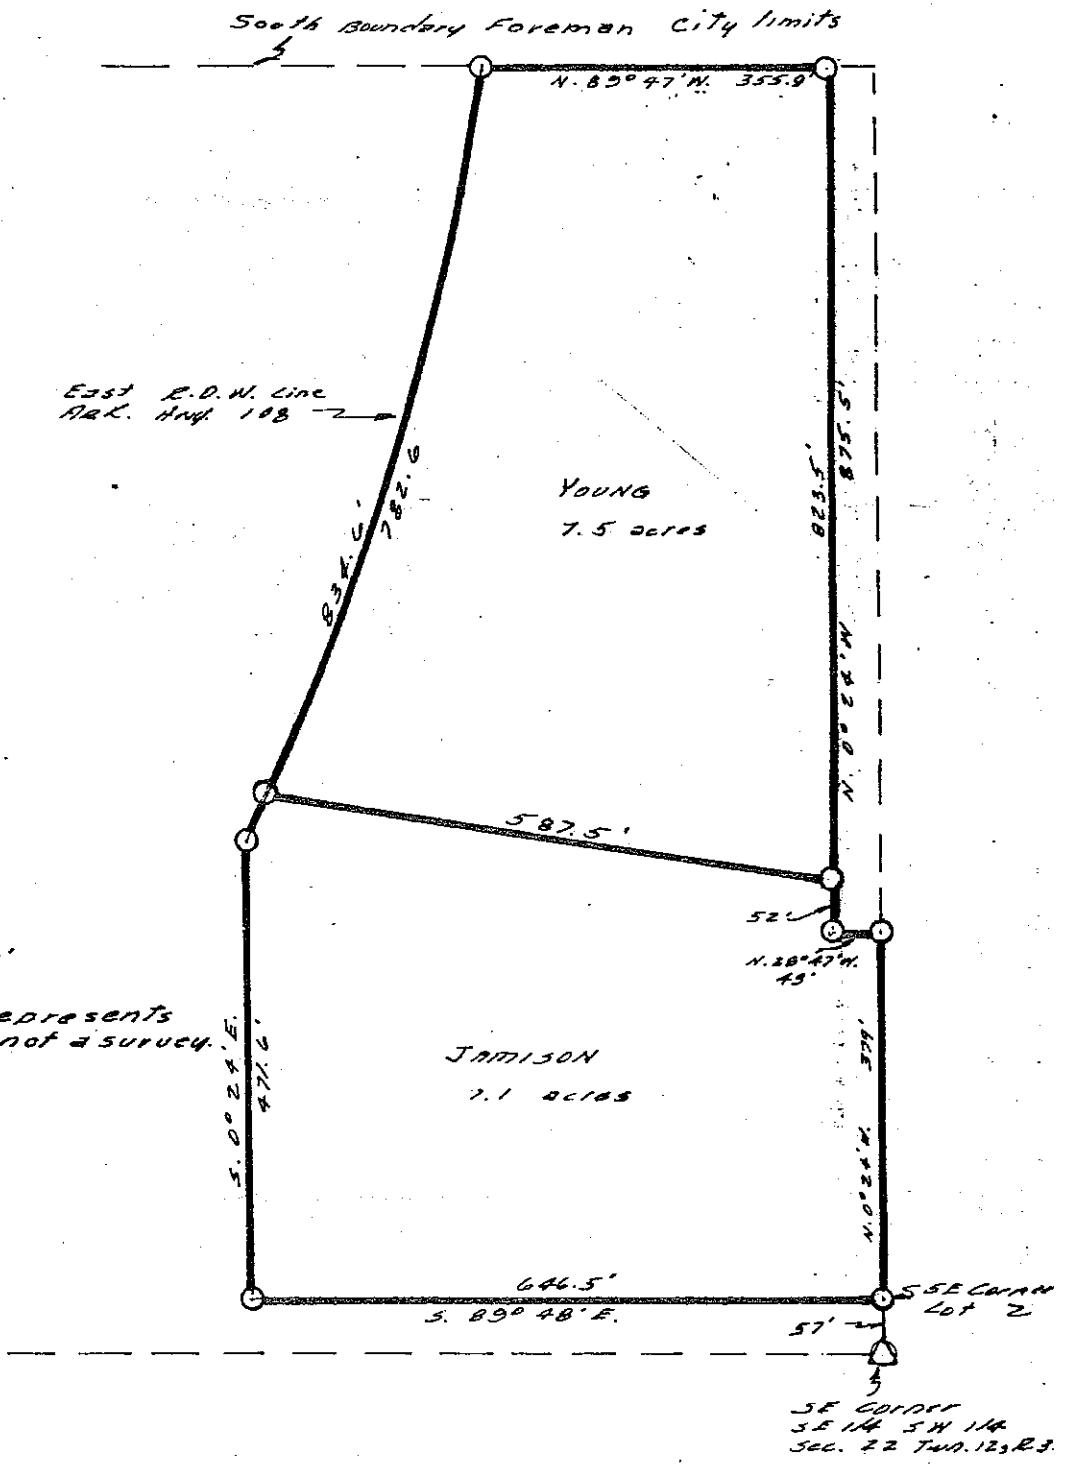 South Boundary Foreman City limits
N. 89° 47' W. 355.9'
East R.O.W. Line
Ark. Hwy. 108
YOUNG
7.5 acres
782.6
834.6'
823.5'
875.5'
N. 0° 24' W.
587.5'
52'
47' W.
epresents
not a survey.
S. 0° 24' E.
471.6'
JAMISON
7.1 acres
379'
N. 0° 24' W.
646.5'
S. 89° 48' E.
SE Corner
Lot 2
57'
SE Corner
SE 1/4 SW 1/4
Sec. 22 Twn. 12, R 3